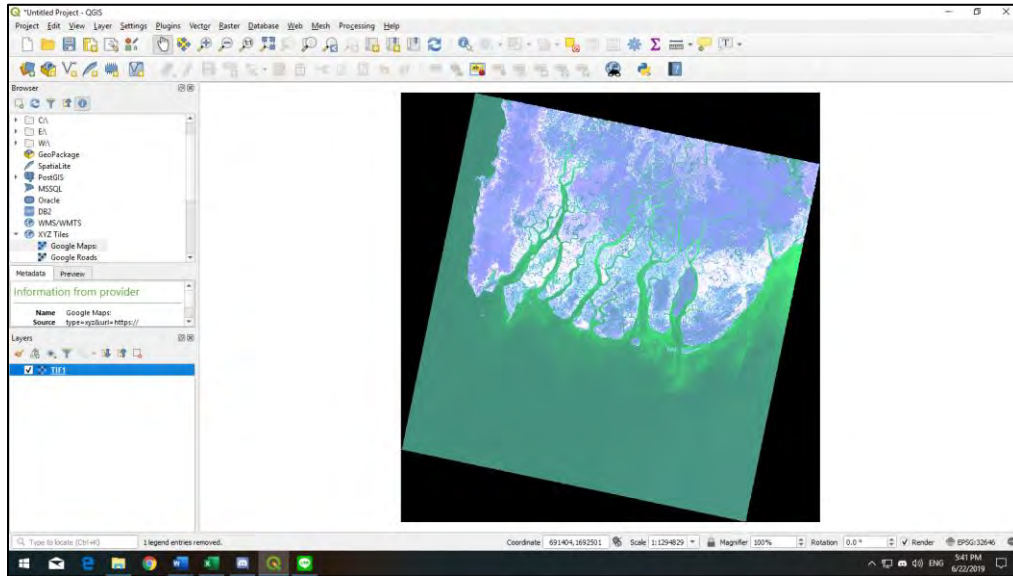 *Untitled Project - QGIS
Project Edit View Layer Settings Plugins Vector Raster Database Web Mesh Processing Help
Browser
C:\
E:\
W:\
GeoPackage
SpatiaLite
PostGIS
MSSQL
Oracle
DB2
WMS/WMTS
XYZ Tiles
Google Maps:
Google Roads
Metadata Preview
Information from provider
Name Google Maps:
Source type=xyz&url=https://
Layers
TIF1
Type to locate (Ctrl+K) 1 legend entries removed. Coordinate 691404,1692501 Scale 1:1294829 Magnifier 100% Rotation 0.0 ° Render EPSG:32646
ENG 5:41 PM
6/22/2019